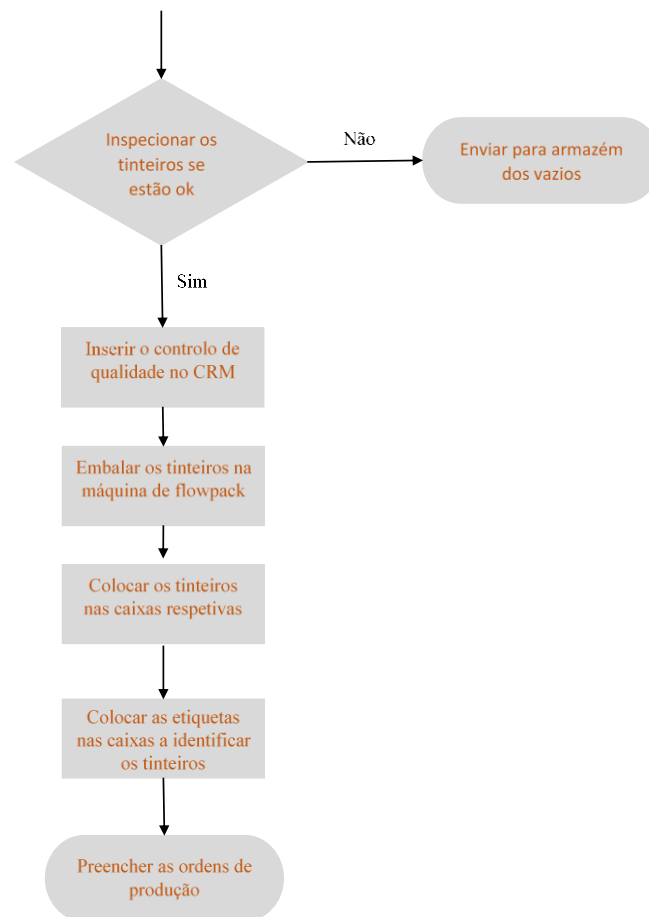 Inspecionar os
tinteiros se
estão ok
Não
Enviar para armazém
dos vazios
Sim
Inserir o controlo de
qualidade no CRM
Embalar os tinteiros na
máquina de flowpack
Colocar os tinteiros
nas caixas respetivas
Colocar as etiquetas
nas caixas a identificar
os tinteiros
Preencher as ordens de
produção